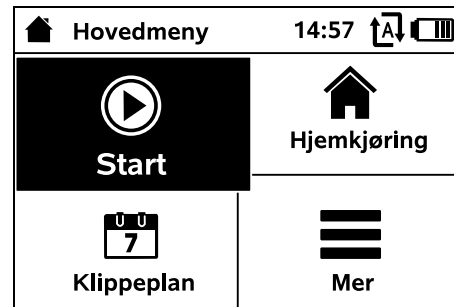 Hovedmeny 14:57 A
Start
Hjemkjøring
7
Klippeplan
Mer